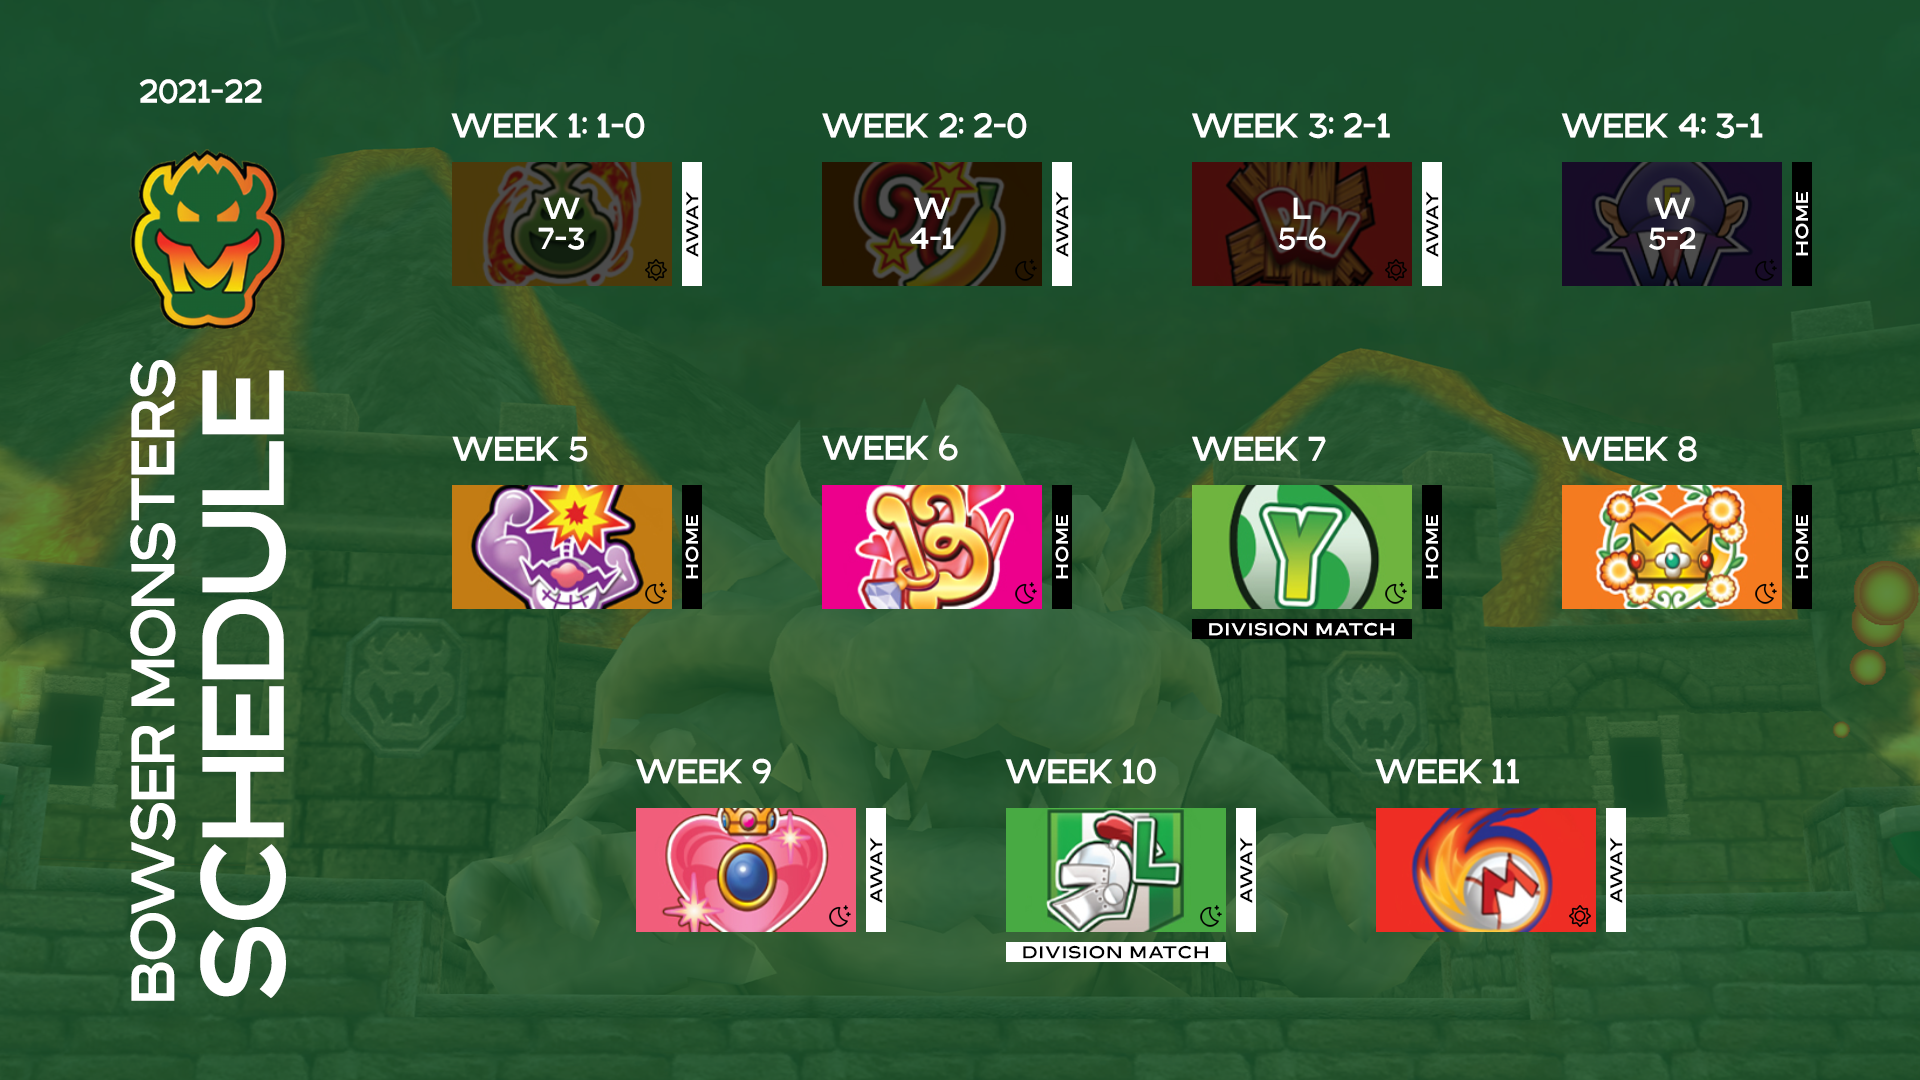 2021-22
M
BOWSER MONSTERS
SCHEDULE
WEEK 1: 1-0
W
7-3
AWAY
WEEK 2: 2-0
W
4-1
AWAY
WEEK 3: 2-1
L
5-6
AWAY
WEEK 4: 3-1
W
5-2
HOME
WEEK 5
HOME
WEEK 6
HOME
WEEK 7
Y
HOME
DIVISION MATCH
WEEK 8
HOME
WEEK 9
AWAY
WEEK 10
L
AWAY
DIVISION MATCH
WEEK 11
M
AWAY